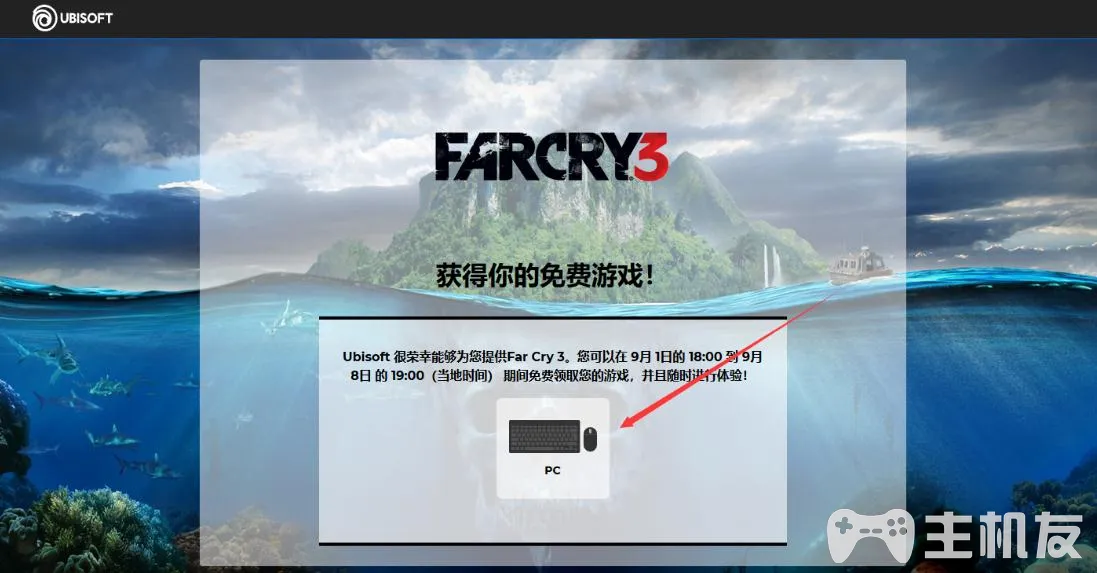 UBISOFT
FARCRY3
获得你的免费游戏!
Ubisoft 很荣幸能够为您提供Far Cry 3。您可以在 9月 1日的 18:00 到 9月
8日 的 19:00（当地时间） 期间免费领取您的游戏，并且随时进行体验!
PC
主机友